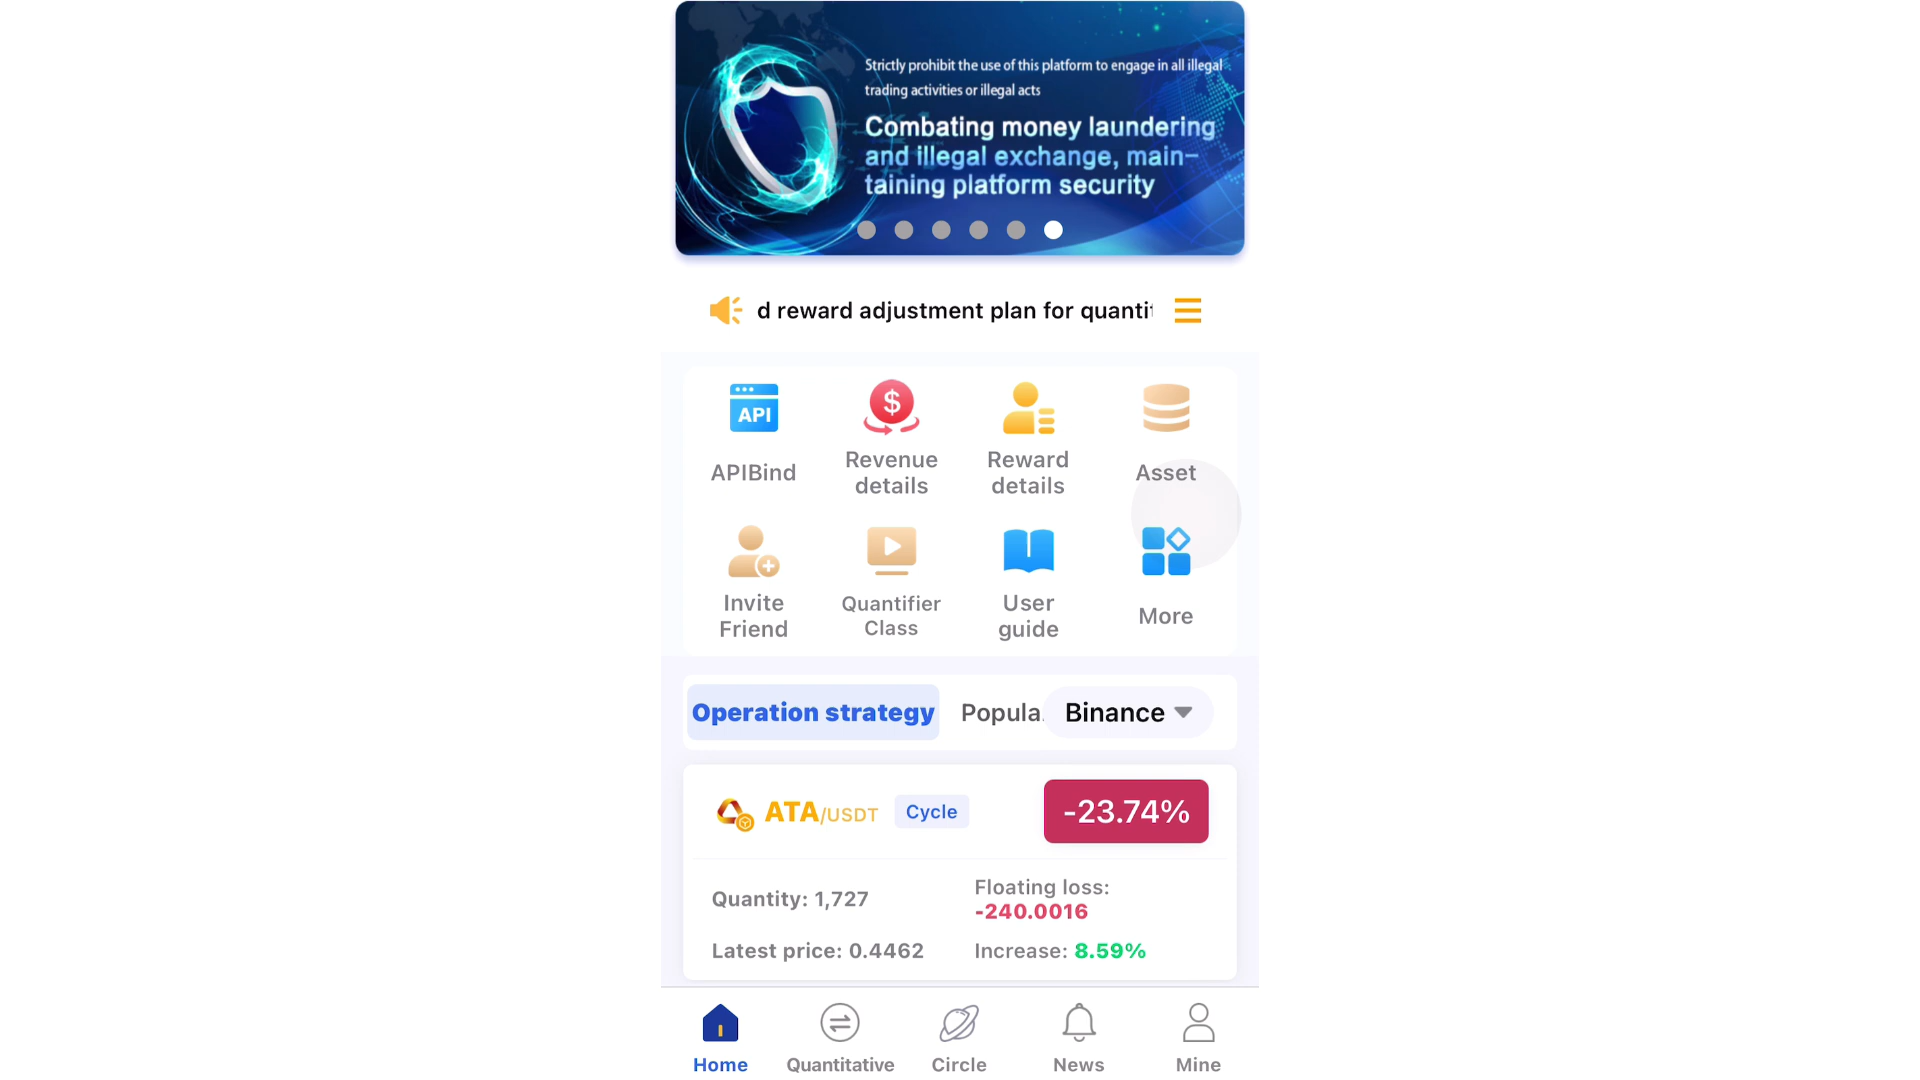 Strictly prohibit the use of this platform to engage in all illegal
trading activities or illegal acts
Combating money laundering
and illegal exchange, main-
taining platform security
d reward adjustment plan for quanti
API
$
APIBind
Revenue
details
Reward
details
Asset
Invite
Friend
Quantifier
Class
User
guide
More
Operation strategy
Popula
Binance
ATA/USDT
Cycle
-23.74%
Quantity: 1,727
Floating loss:
-240.0016
Latest price: 0.4462
Increase: 8.59%
Home
Quantitative
Circle
News
Mine